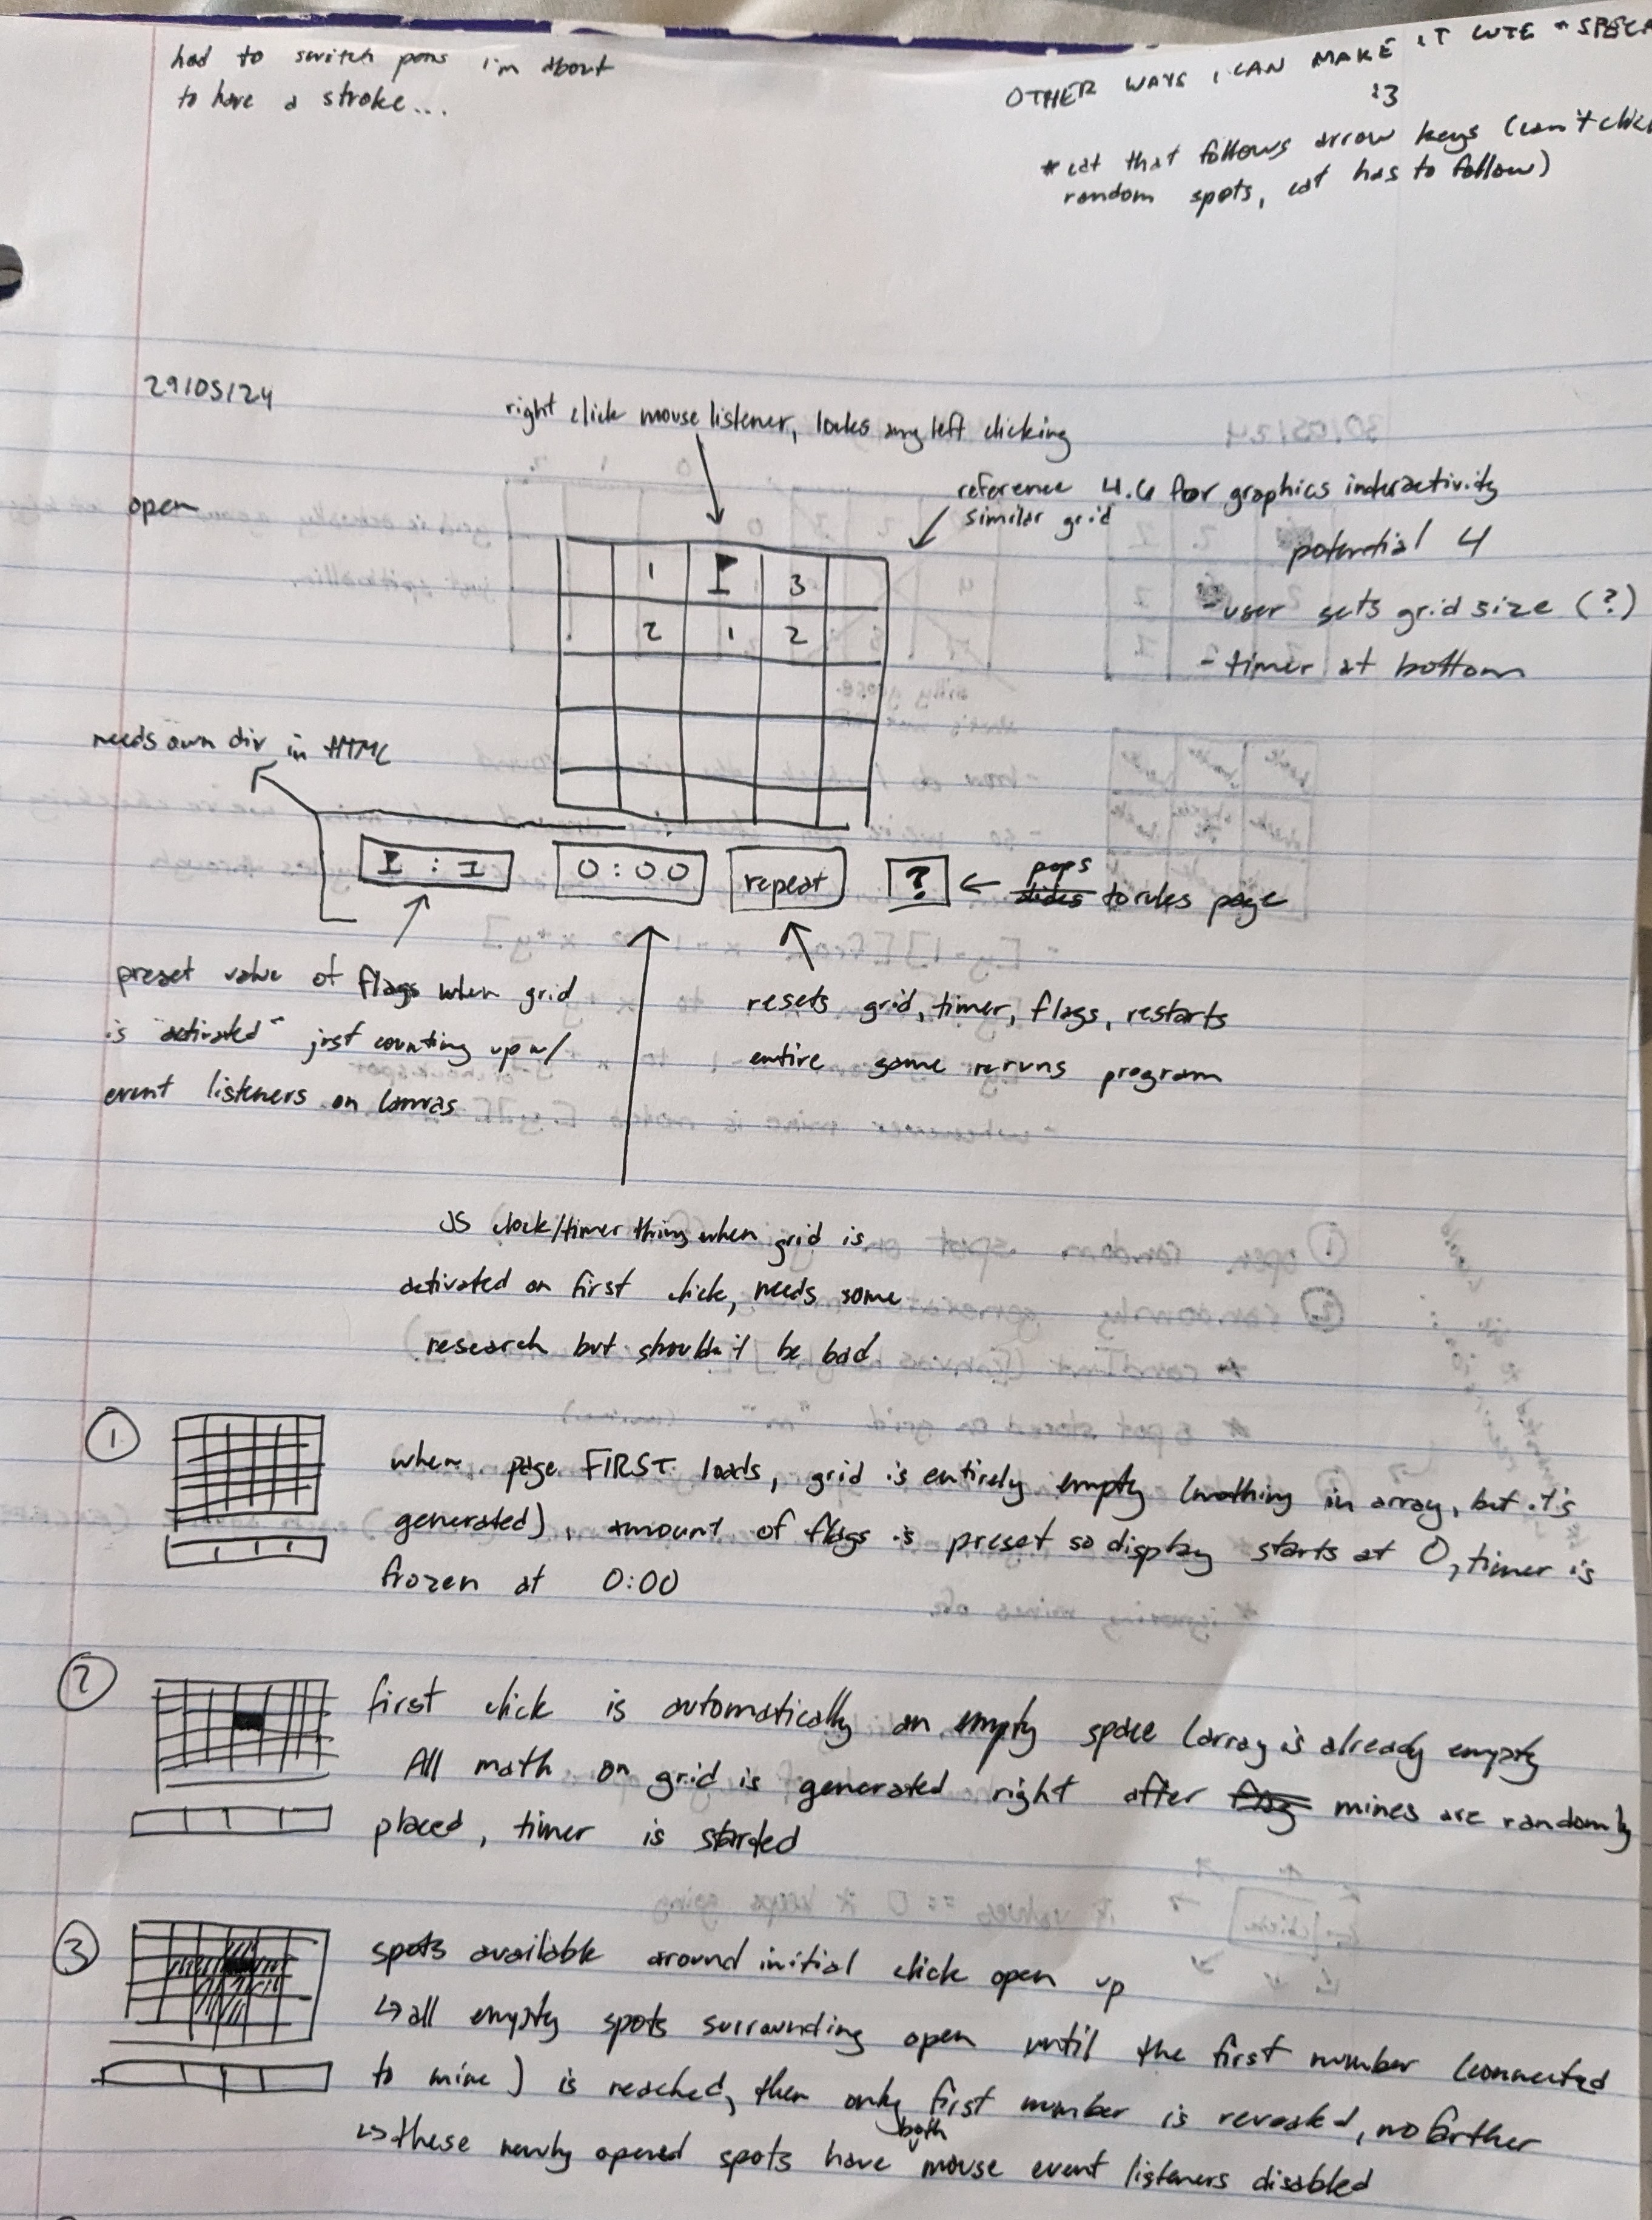 had to switch pens i'm about
to have a stroke...
OTHER WAYS I CAN MAKE IT CUTE + SPECA
:3
* cat that follows arrow keys (can't click
random spots, cat has to follow)
29/05/24
right click mouse listener, locks any left clicking
open
reference 4.6 for graphics interactivity
similar grid
potential 4
- user sets grid size (?)
- timer at bottom
1 3
2 1 2
needs own div in HTML
: 0:00 repeat ? ← pops
slides to rules page
preset value of flags when grid
is "activated" just counting up w/
event listeners on canvas
resets grid, timer, flags, restarts
entire game reruns program
JS clock/timer thing when grid is
activated on first click, needs some
research but shouldn't be bad
① when page FIRST loads, grid is entirely empty (nothing in array, but it's
generated), amount of flags is preset so display starts at 0, timer is
frozen at 0:00
② first click is automatically an empty space (array is already empty
All math on grid is generated right after flag mines are randomly
placed, timer is started
③ spots available around initial click open up
↳ all empty spots surrounding open until the first number (connected
to mine) is reached, then only first number is revealed, no farther
↳ these newly opened spots have both mouse event listeners disabled